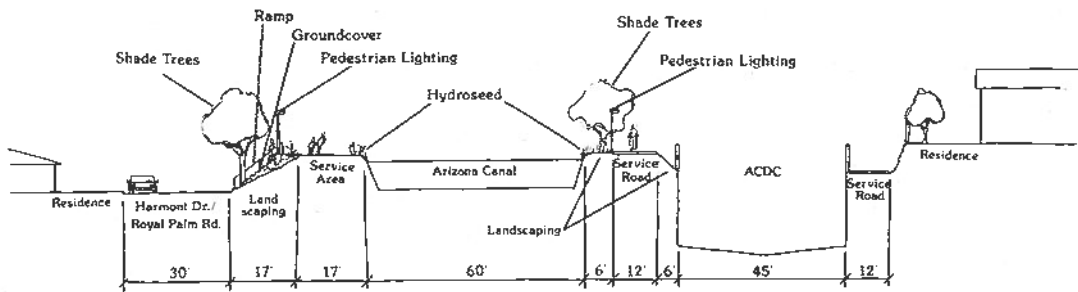 Ramp
Groundcover
Shade Trees
Pedestrian Lighting
Hydroseed
Shade Trees
Pedestrian Lighting
Residence
Harmont Dr./
Royal Palm Rd.
Land
scaping
Service
Area
Arizona Canal
Service
Road
Landscaping
ACDC
Service
Road
Residence
30'
17'
17'
60'
6'
12'
6'
45'
12'